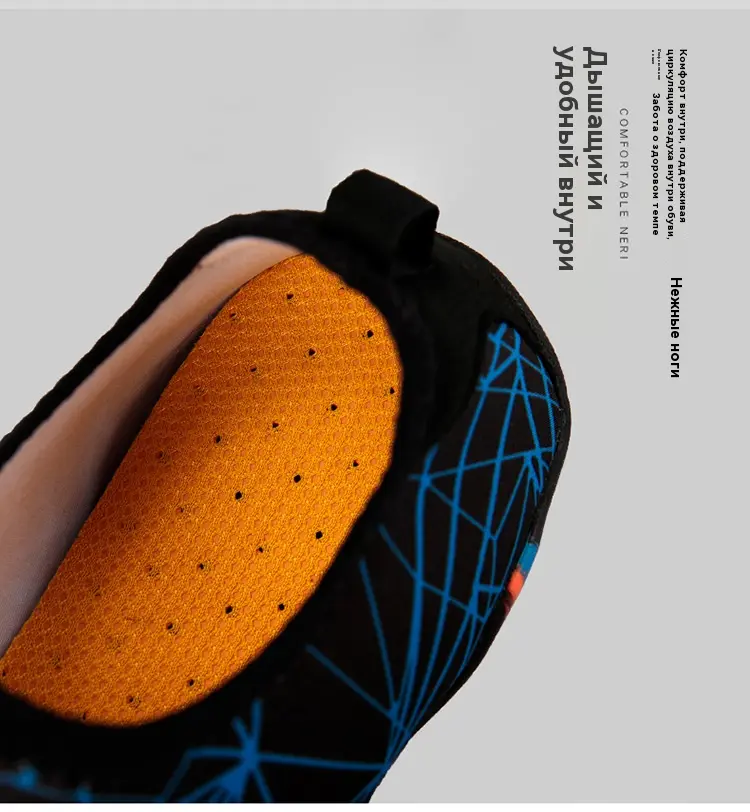 Дышащий и
удобный внутри
COMFORTABLE NERI
Комфорт внутри, поддерживая
циркуляцию воздуха внутри обуви,
Забота о здоровом темпе
Нежные ноги